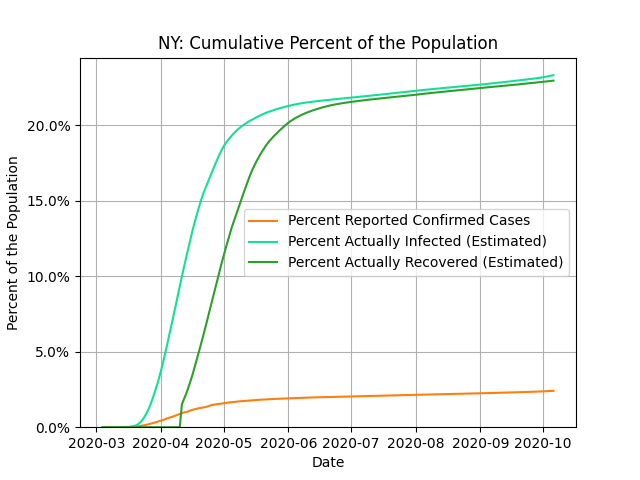 NY: Cumulative Percent of the Population
Percent of the Population
20.0%
15.0%
10.0%
5.0%
0.0%
Percent Reported Confirmed Cases
Percent Actually Infected (Estimated)
Percent Actually Recovered (Estimated)
2020-03 2020-04 2020-05 2020-06 2020-07 2020-08 2020-09 2020-10
Date